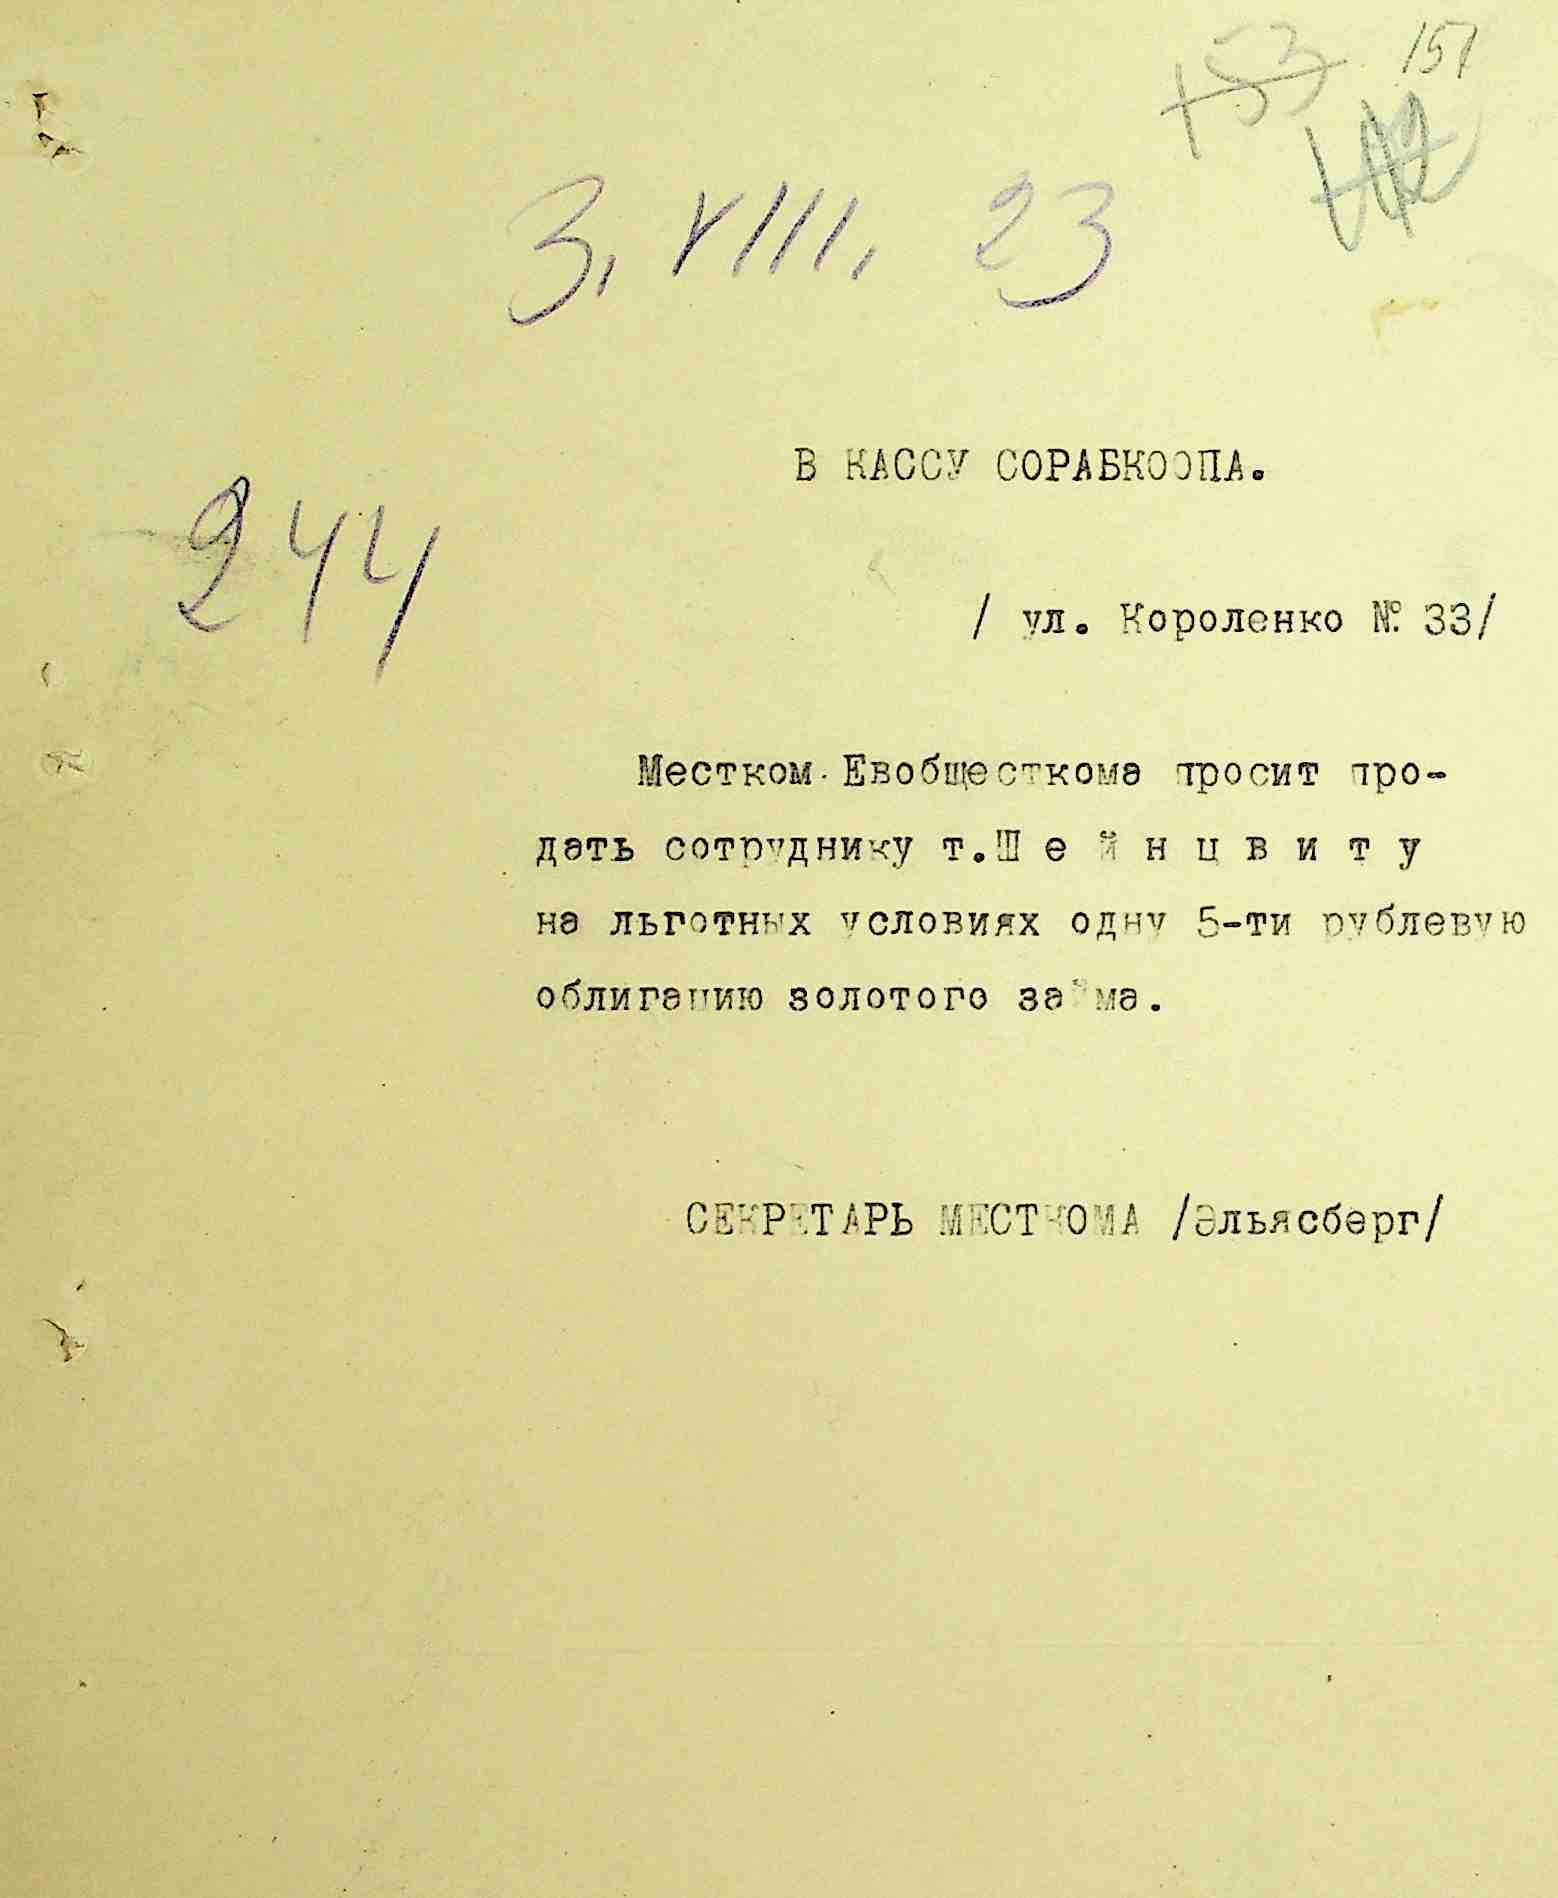 153 151
3. VIII. 23
В КАССУ СОРАБКООПА.
244
/ ул. Короленко №. 33/
Местком Евобщесткома просит про-
дать сотруднику т.Ш е й н ц в и т у
на льготных условиях одну 5-ти рублевую
облигацию золотого займа.
СЕКРЕТАРЬ МЕСТКОМА /Эльясберг/